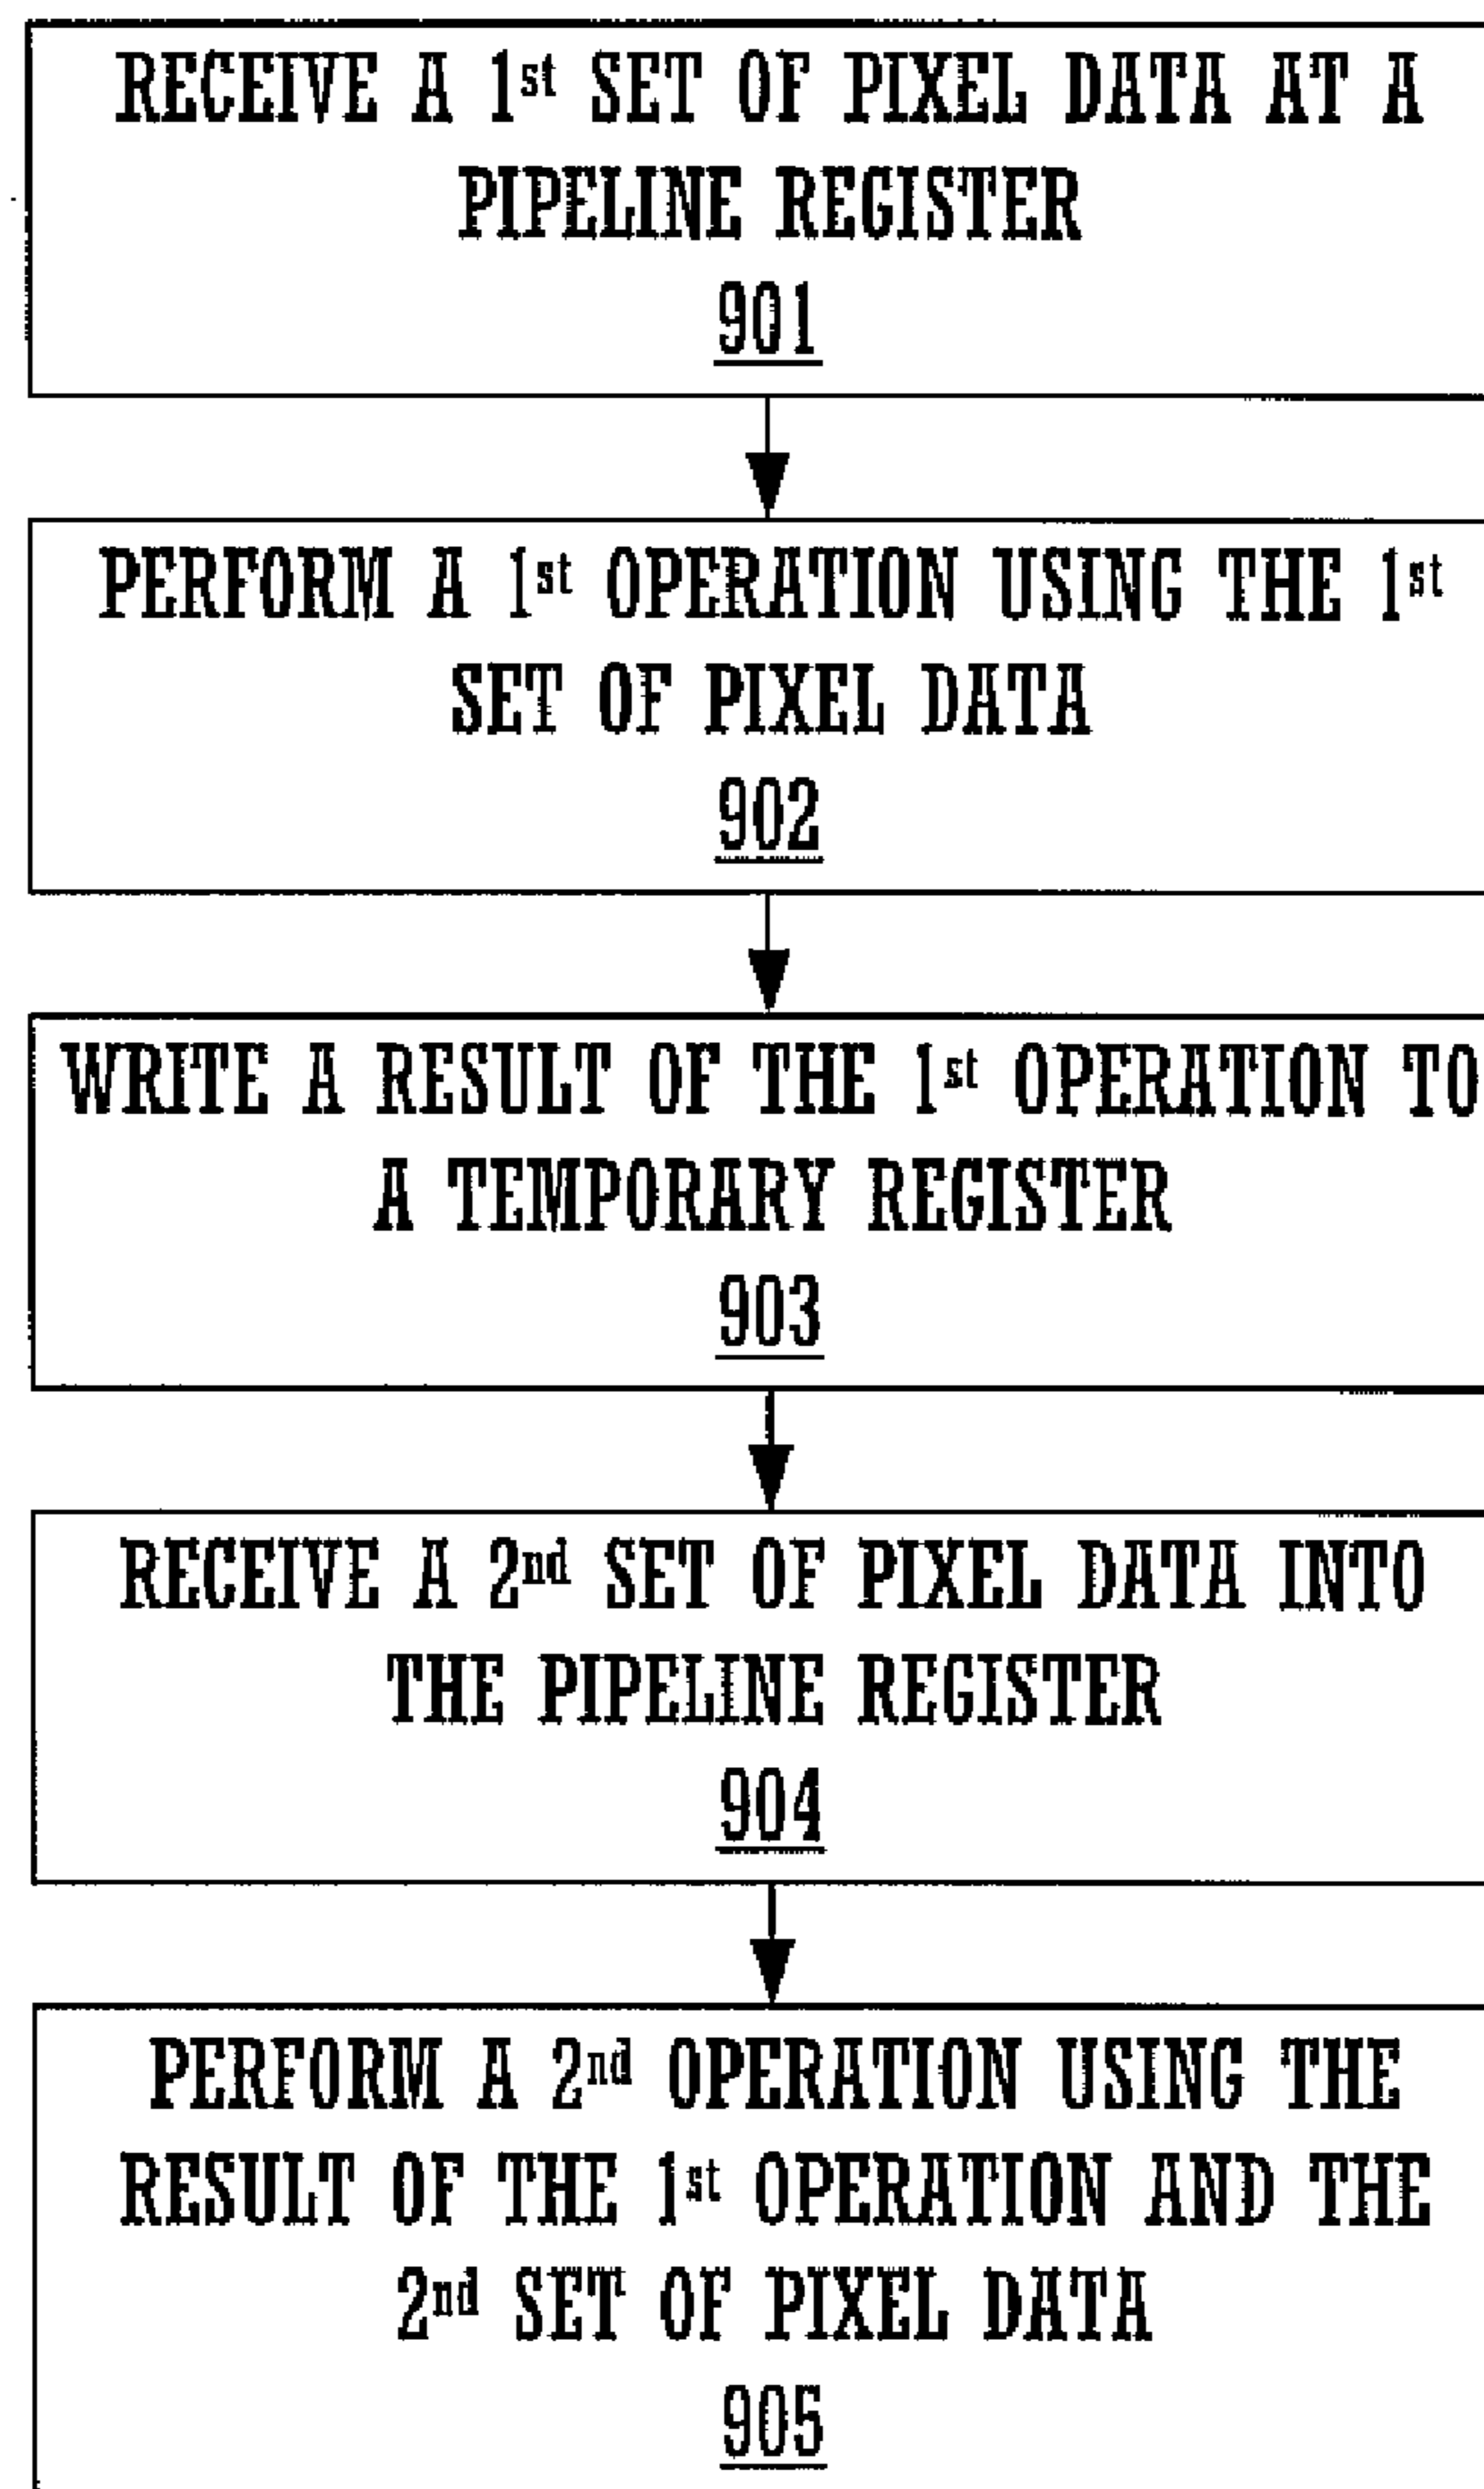 RECEIVE A 1st SET OF PIXEL DATA AT A
PIPELINE REGISTER
901
PERFORM A 1st OPERATION USING THE 1st
SET OF PIXEL DATA
902
WRITE A RESULT OF THE 1st OPERATION TO
A TEMPORARY REGISTER
903
RECEIVE A 2nd SET OF PIXEL DATA INTO
THE PIPELINE REGISTER
904
PERFORM A 2nd OPERATION USING THE
RESULT OF THE 1st OPERATION AND THE
2nd SET OF PIXEL DATA
905